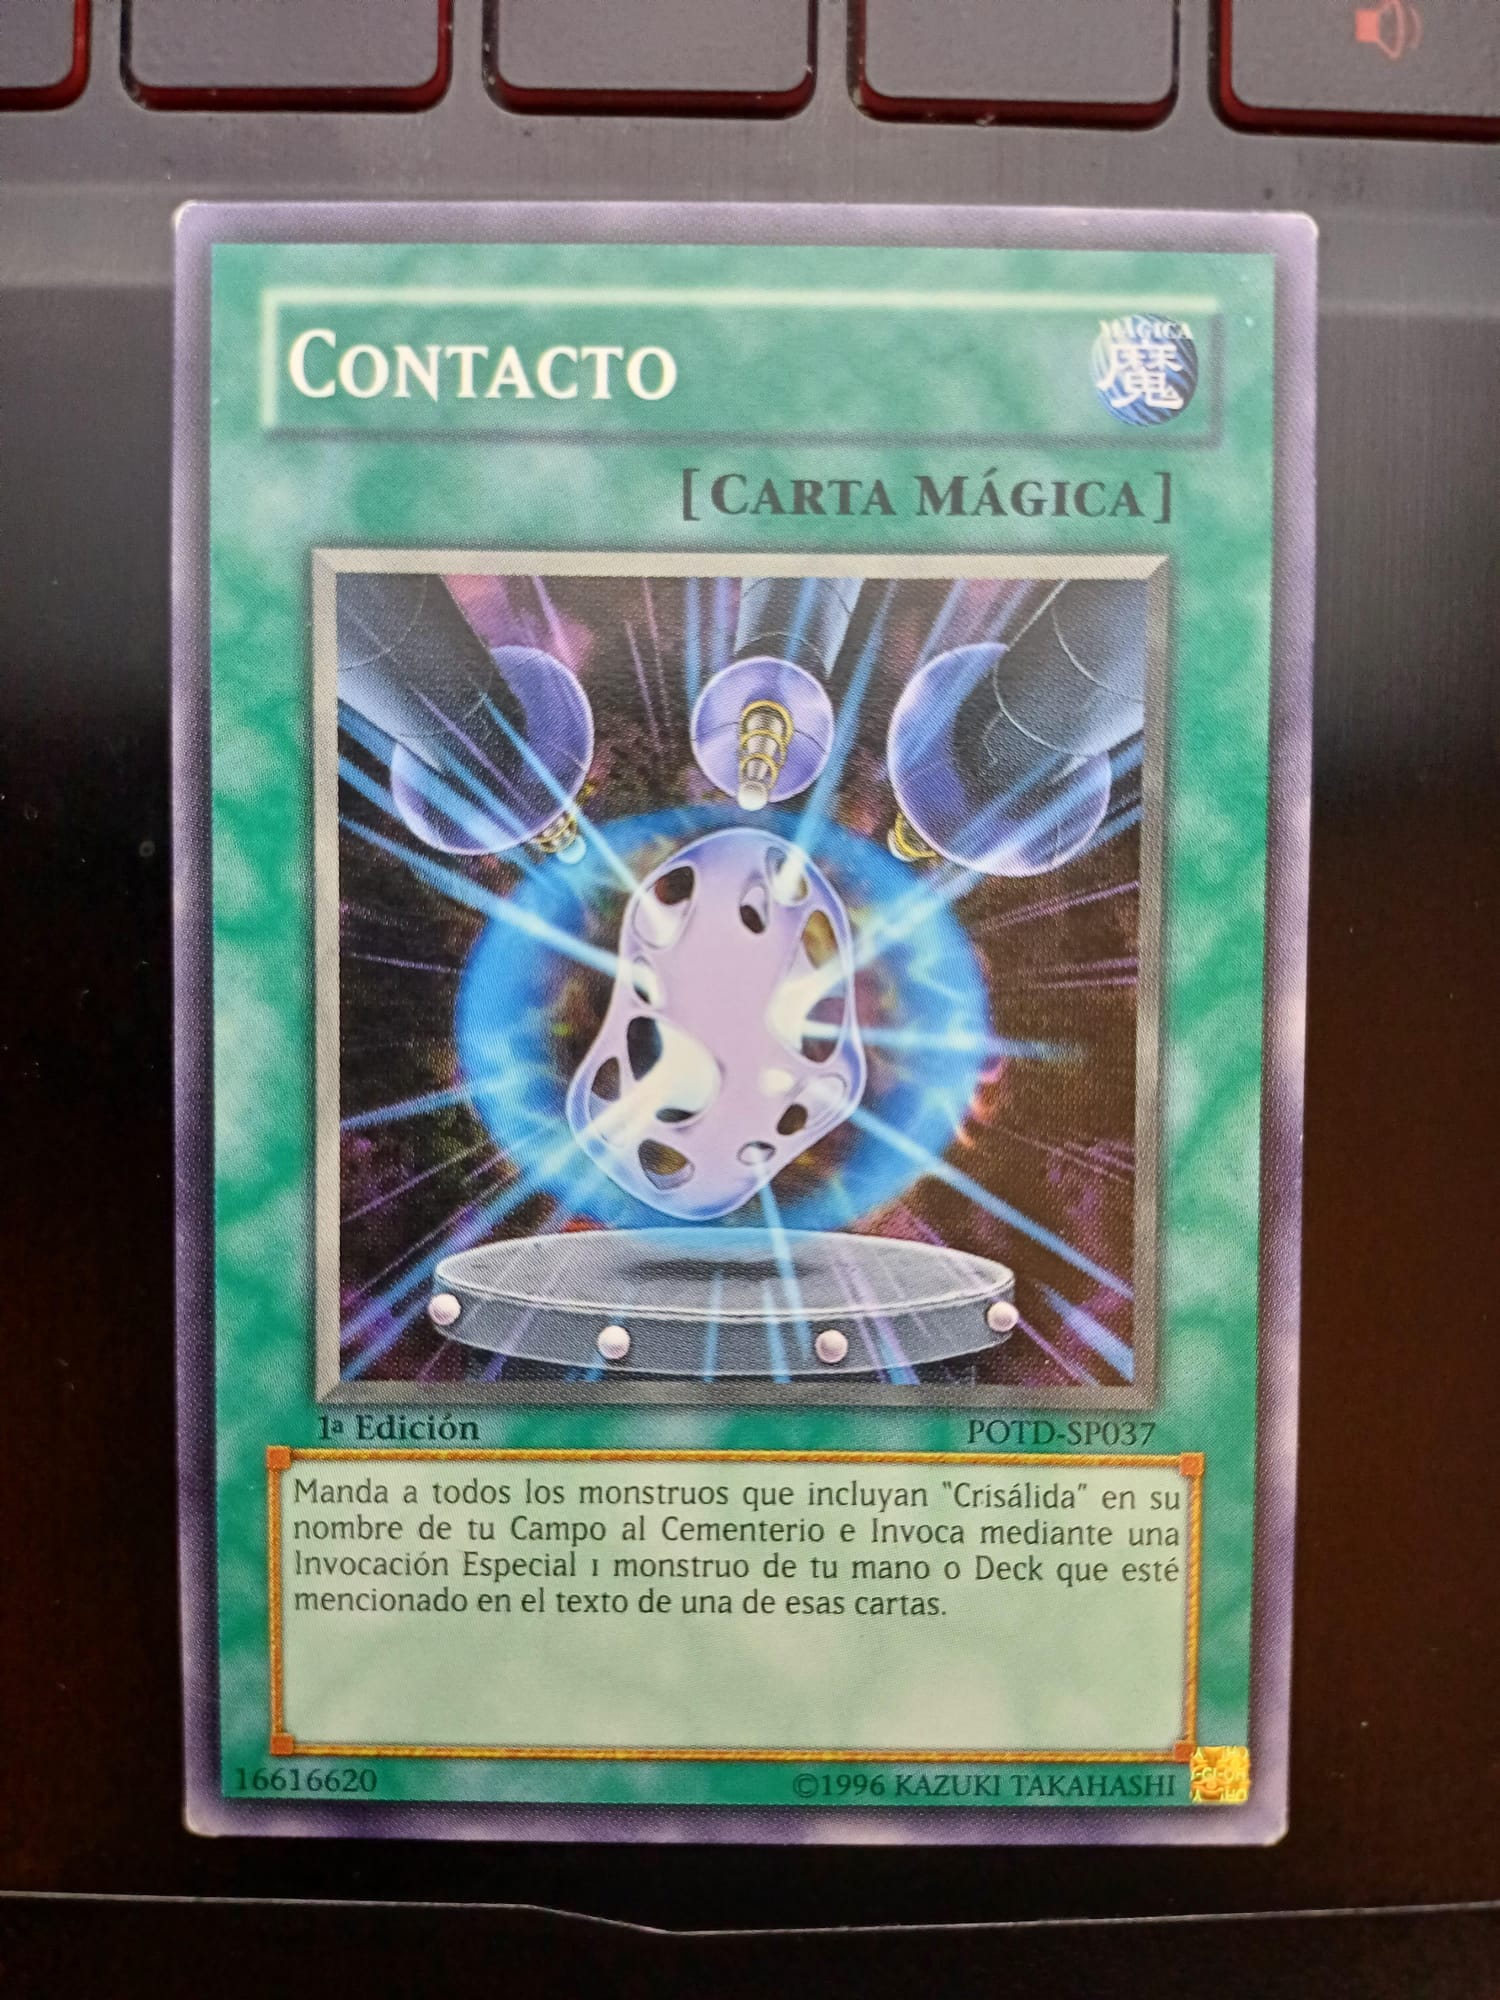 CONTACTO
MÁGICA
魔
[CARTA MÁGICA]
1ª Edición
POTD-SP037
Manda a todos los monstruos que incluyan "Crisálida" en su
nombre de tu Campo al Cementerio e Invoca mediante una
Invocación Especial 1 monstruo de tu mano o Deck que esté
mencionado en el texto de una de esas cartas.
16616620
©1996 KAZUKI TAKAHASHI